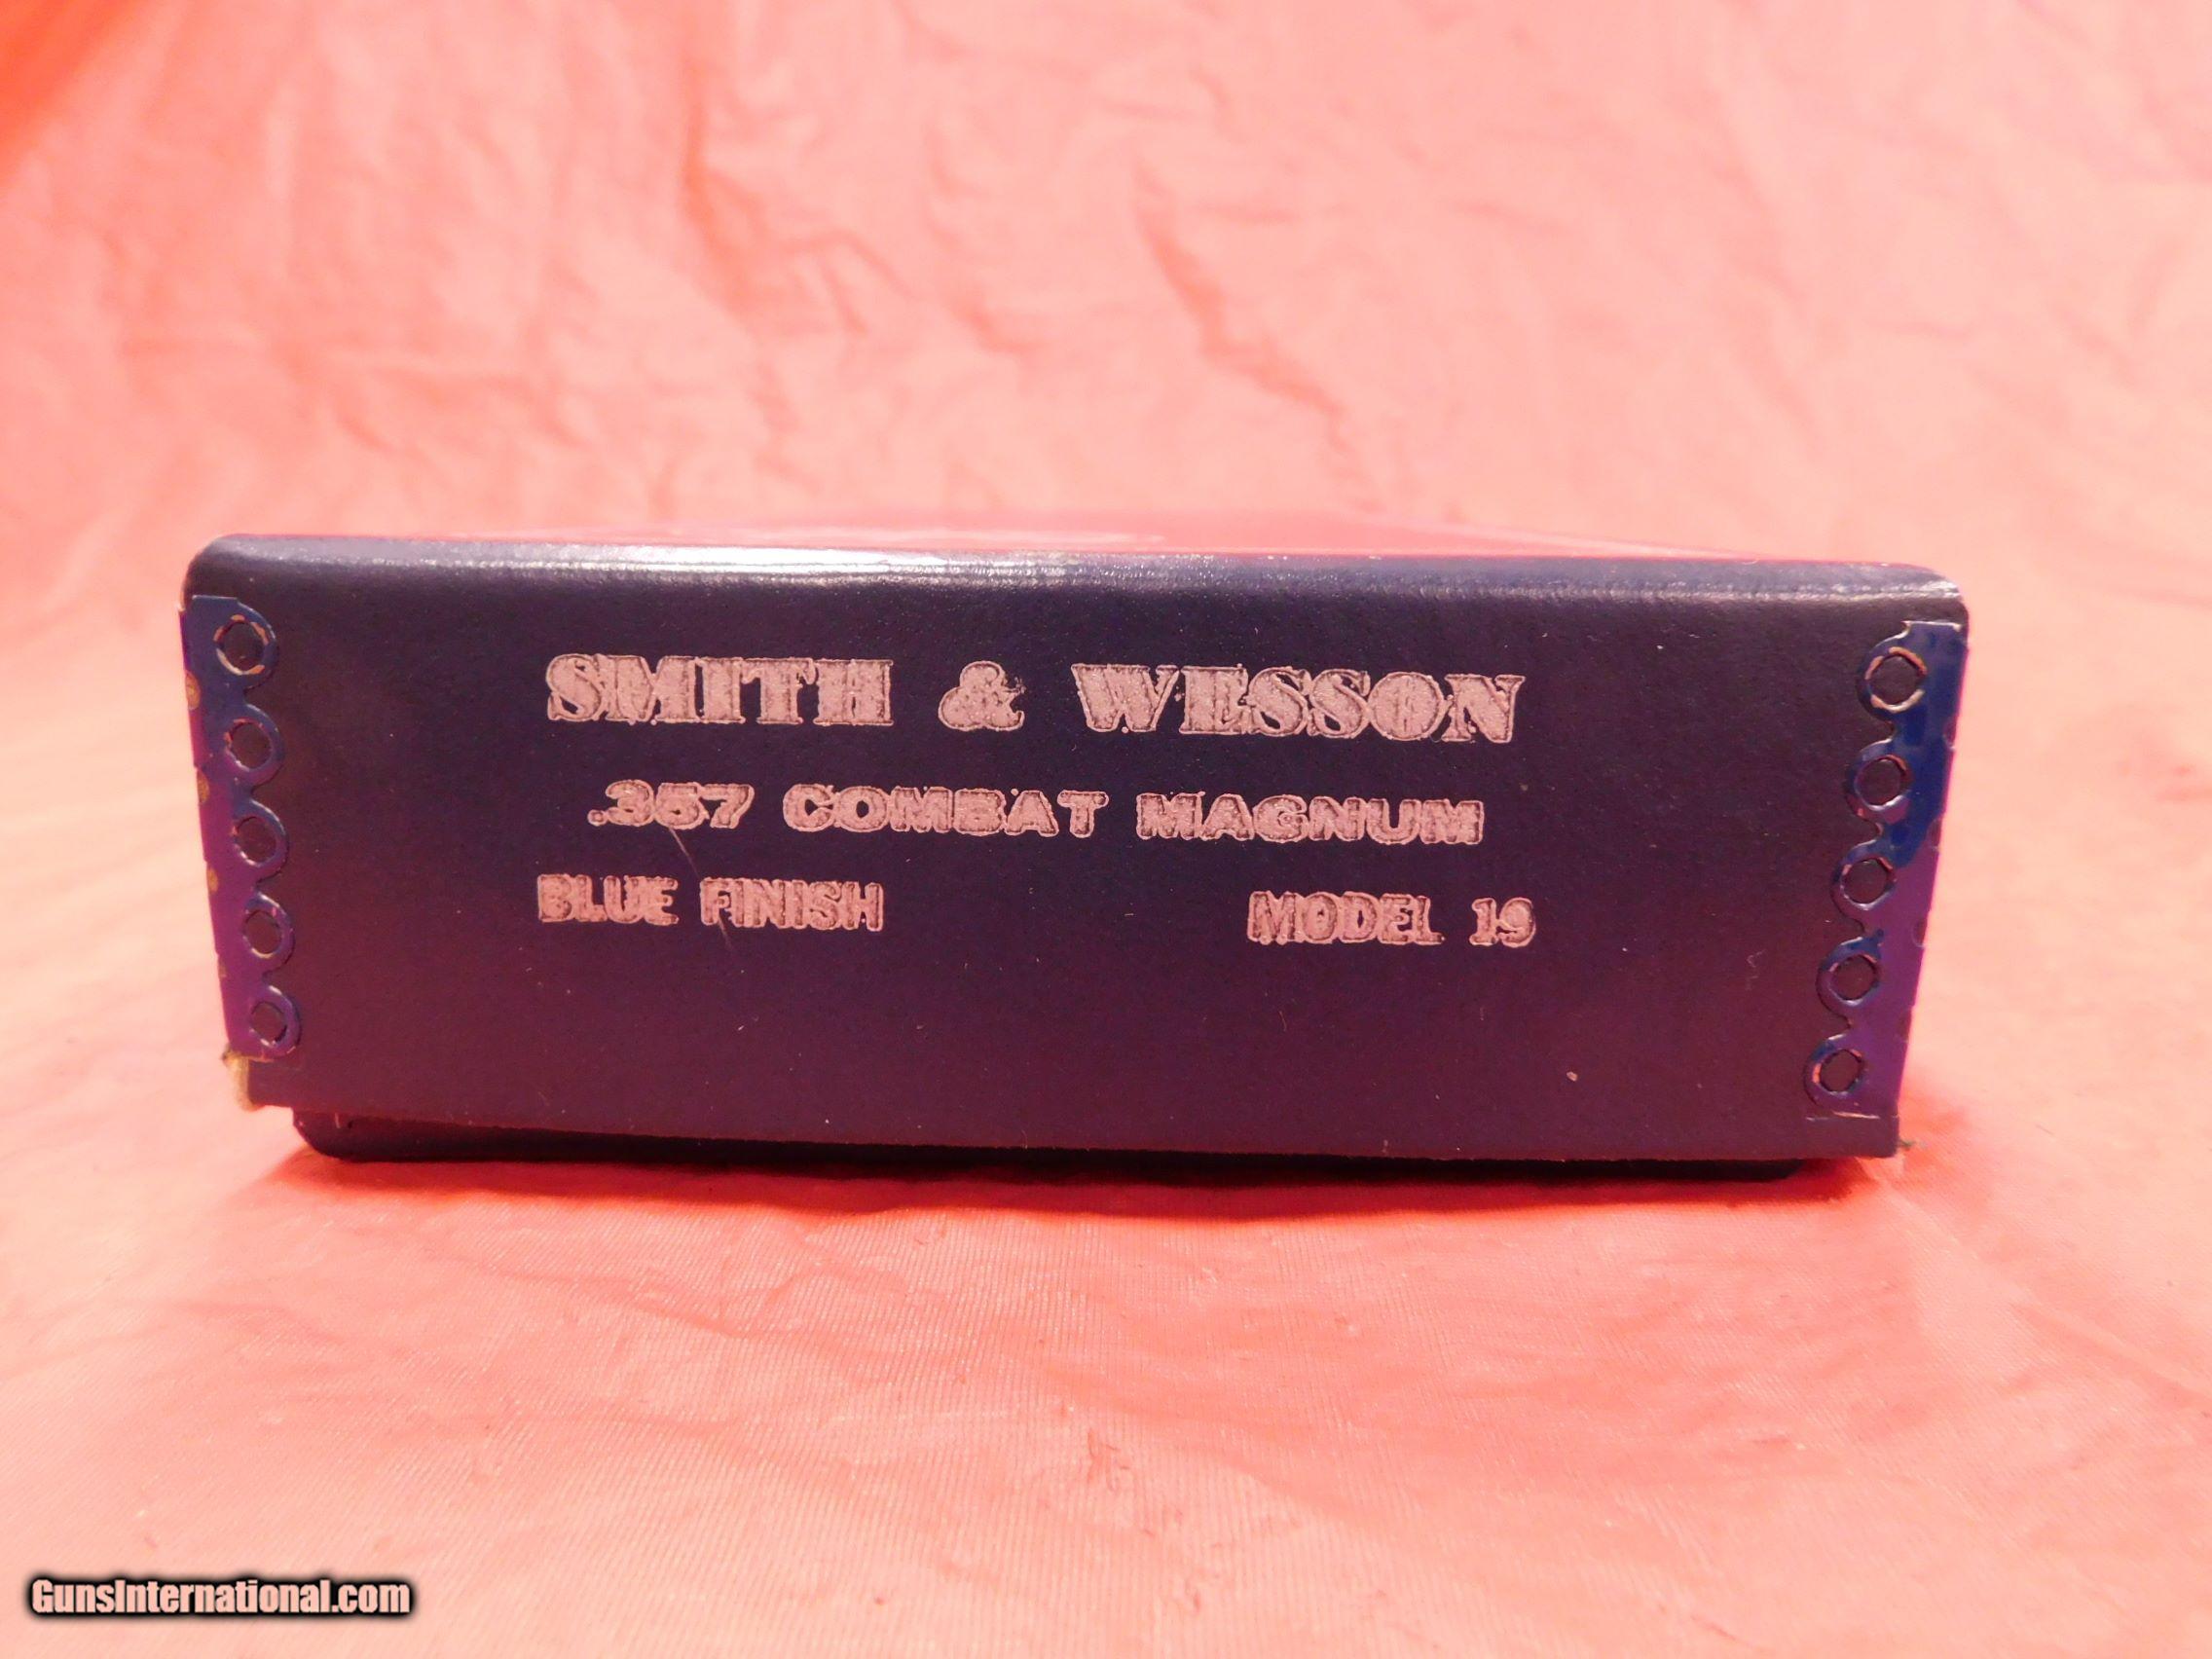 SMITH & WESSON
.357 COMBAT MAGNUM
BLUE FINISH MODEL 19
GunsInternational.com